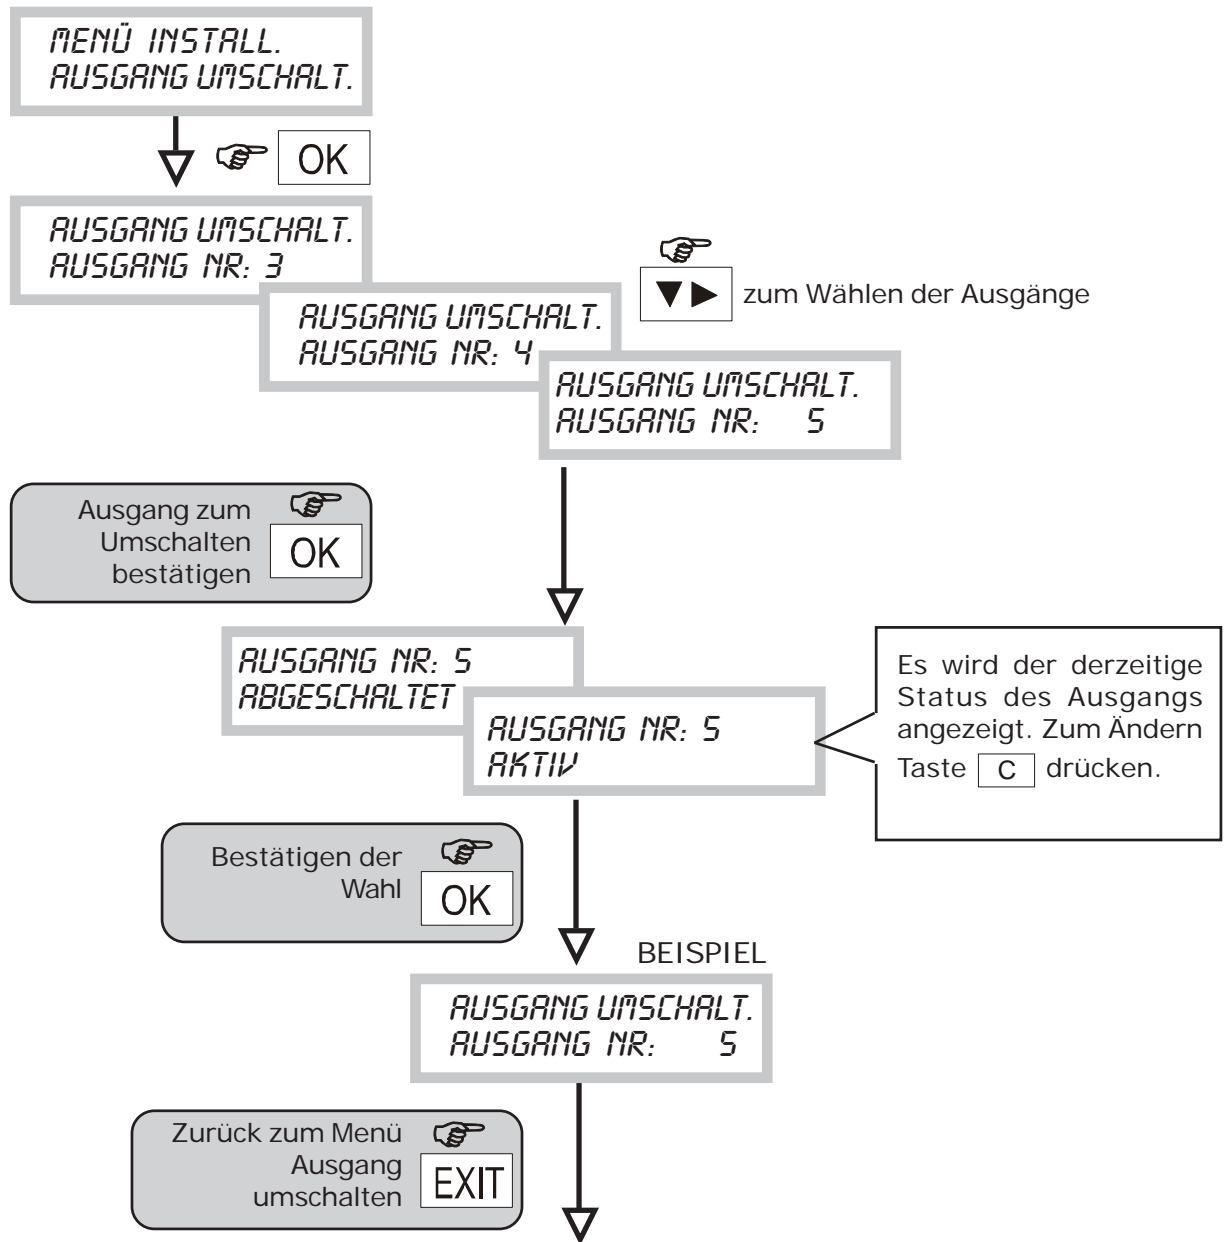 MENÜ INSTALL.
AUSGANG UMSCHALT.
OK
AUSGANG UMSCHALT.
AUSGANG NR: 3
zum Wählen der Ausgänge
AUSGANG UMSCHALT.
AUSGANG NR: 4
AUSGANG UMSCHALT.
AUSGANG NR: 5
Ausgang zum
Umschalten
bestätigen
OK
AUSGANG NR: 5
ABGESCHALTET
AUSGANG NR: 5
AKTIV
Es wird der derzeitige
Status des Ausgangs
angezeigt. Zum Ändern
Taste C drücken.
Bestätigen der
Wahl
OK
BEISPIEL
AUSGANG UMSCHALT.
AUSGANG NR: 5
Zurück zum Menü
Ausgang
umschalten
EXIT